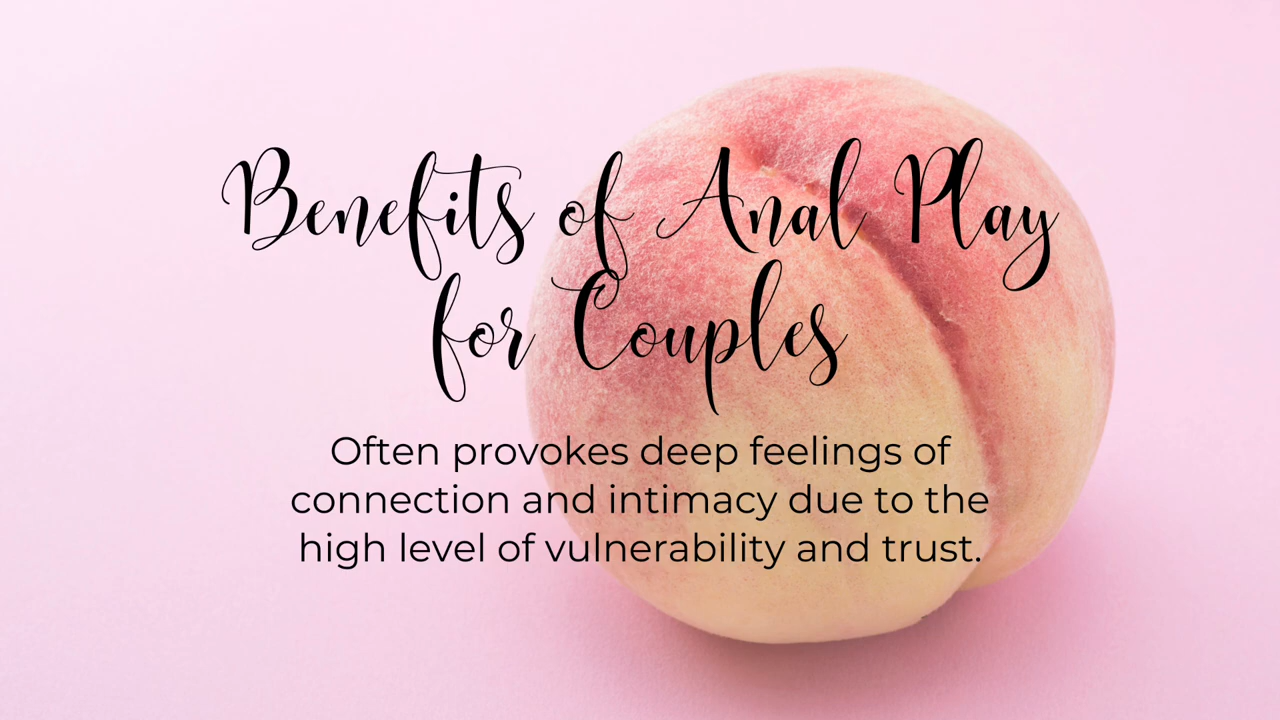 Benefits of Anal Play
for Couples
Often provokes deep feelings of
connection and intimacy due to the
high level of vulnerability and trust.